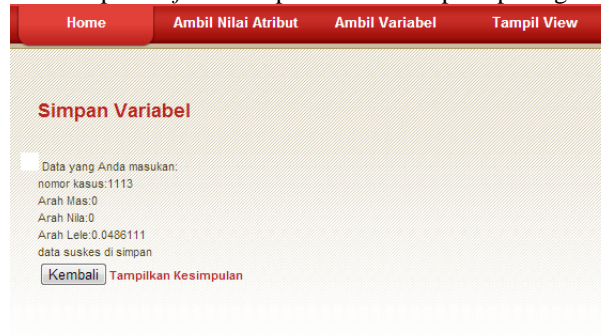 Home Ambil Nilai Atribut Ambil Variabel Tampil View
Simpan Variabel
Data yang Anda masukan:
nomor kasus:1113
Arah Mas:0
Arah Nila:0
Arah Lele:0.0486111
data suskes di simpan
Kembali Tampilkan Kesimpulan